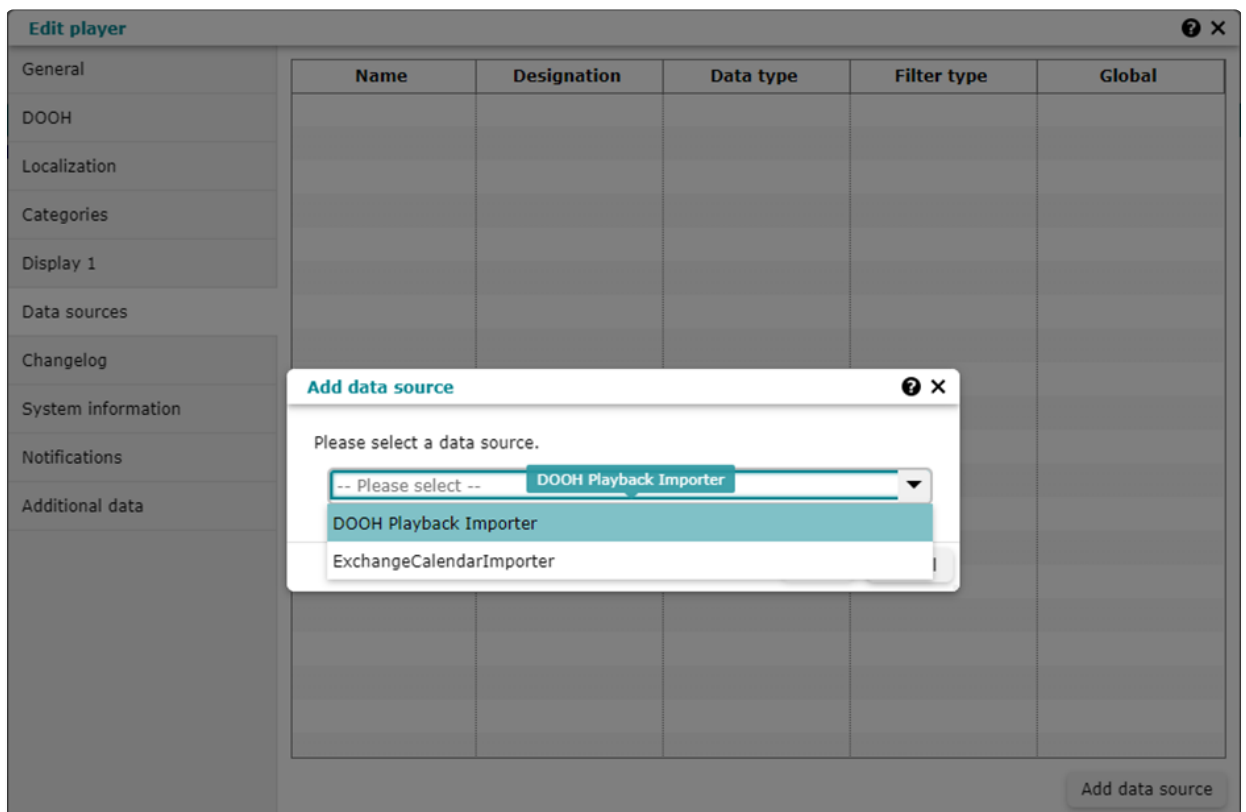 Edit player
General
DOOH
Localization
Categories
Display 1
Data sources
Changelog
System information
Notifications
Additional data
Name Designation Data type Filter type Global
Add data source
Please select a data source.
-- Please select --
DOOH Playback Importer
DOOH Playback Importer
ExchangeCalendarImporter
Add data source